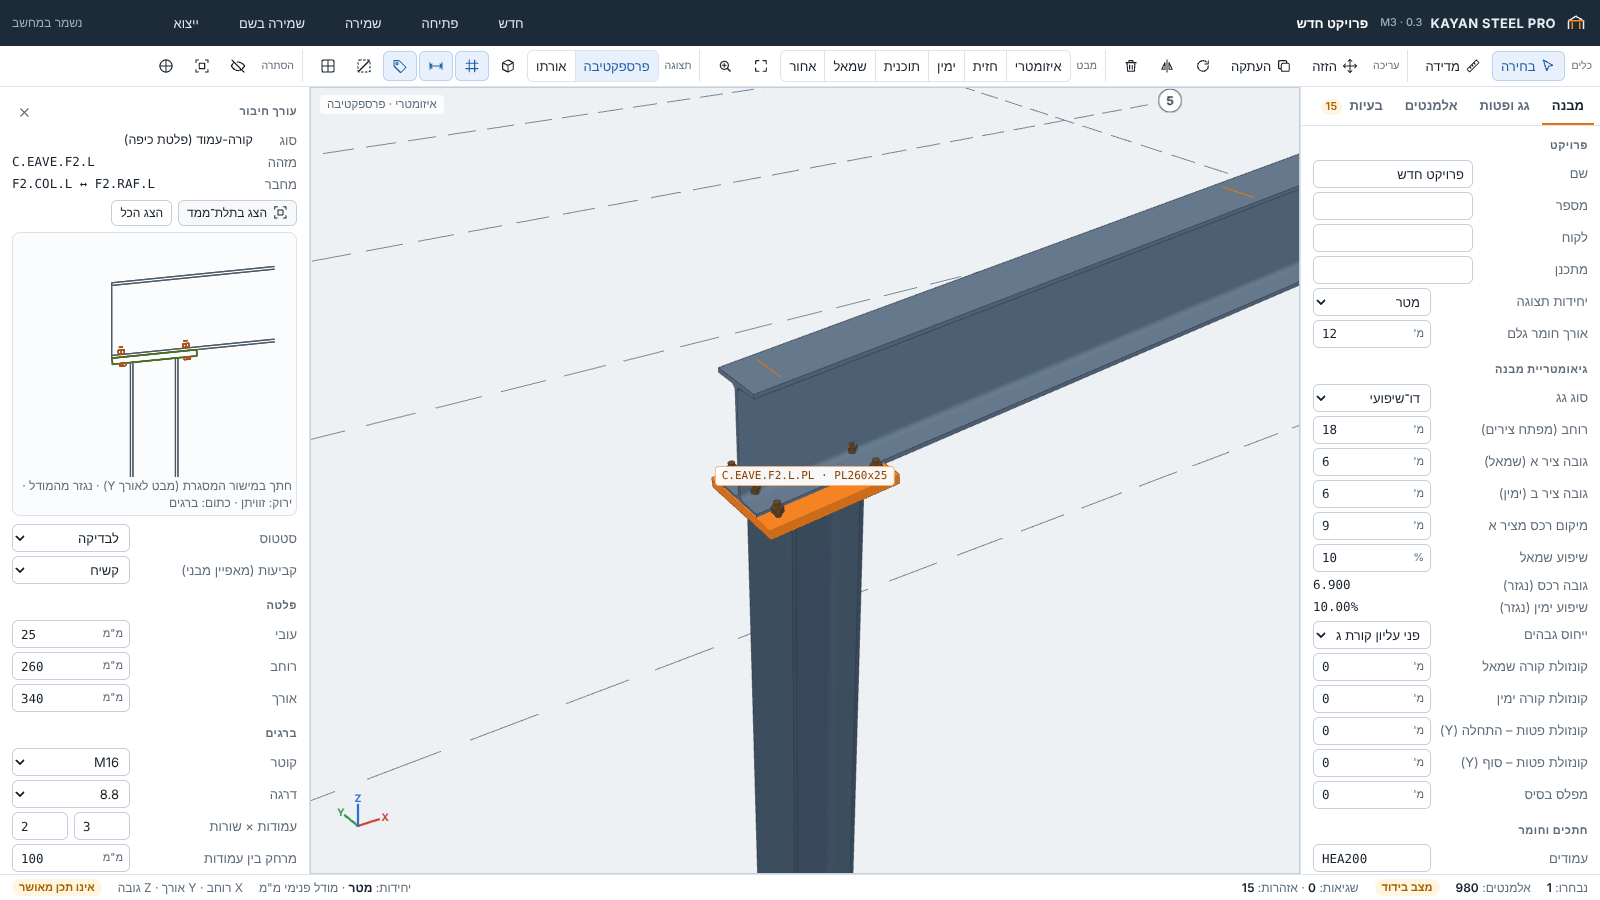 KAYAN STEEL PRO
M3 · 0.3
פרויקט חדש
חדש
פתיחה
שמירה
שמירה בשם
ייצוא
נשמר במחשב
כלים
בחירה
מדידה
עריכה
הזזה
העתקה
מבט
איזומטרי
חזית
ימין
תוכנית
שמאל
אחור
תצוגה
פרספקטיבה
אורתו
הסתרה
מבנה
גג ופטות
אלמנטים
בעיות 15
פרויקט
שם פרויקט חדש
מספר
לקוח
מתכנן
יחידות תצוגה מטר
אורך חומר גלם 12 מ'
גיאומטריית מבנה
סוג גג דו־שיפועי
רוחב (מפתח צירים) 18 מ'
גובה ציר א (שמאל) 6 מ'
גובה ציר ב (ימין) 6 מ'
מיקום רכס מציר א 9 מ'
שיפוע שמאל 10 %
גובה רכס (נגזר) 6.900
שיפוע ימין (נגזר) 10.00%
ייחוס גבהים פני עליון קורת ג
קונזולת קורה שמאל 0 מ'
קונזולת קורה ימין 0 מ'
קונזולת פטות – התחלה (Y) 0 מ'
קונזולת פטות – סוף (Y) 0 מ'
מפלס בסיס 0 מ'
חתכים וחומר
עמודים HEA200
איזומטרי · פרספקטיבה
5
C.EAVE.F2.L.PL · PL260x25
Z
Y
X
עורך חיבור
סוג קורה-עמוד (פלטת כיפה)
מזהה C.EAVE.F2.L
מחבר F2.COL.L ↔ F2.RAF.L
הצג בתלת־ממד
הצג הכל
חתך במישור המסגרת (מבט לאורך Y) · נגזר מהמודל ·
ירוק: זוויתן · כתום: ברגים
סטטוס לבדיקה
קביעות (מאפיין מבני) קשיח
פלטה
עובי 25 מ"מ
רוחב 260 מ"מ
אורך 340 מ"מ
ברגים
קוטר M16
דרגה 8.8
עמודות × שורות 3 2
מרחק בין עמודות 100 מ"מ
נבחרו: 1
אלמנטים: 980
מצב בידוד
שגיאות: 0 · אזהרות: 15
יחידות: מטר · מודל פנימי מ"מ
X רוחב · Y אורך · Z גובה
אינו תכן מאושר